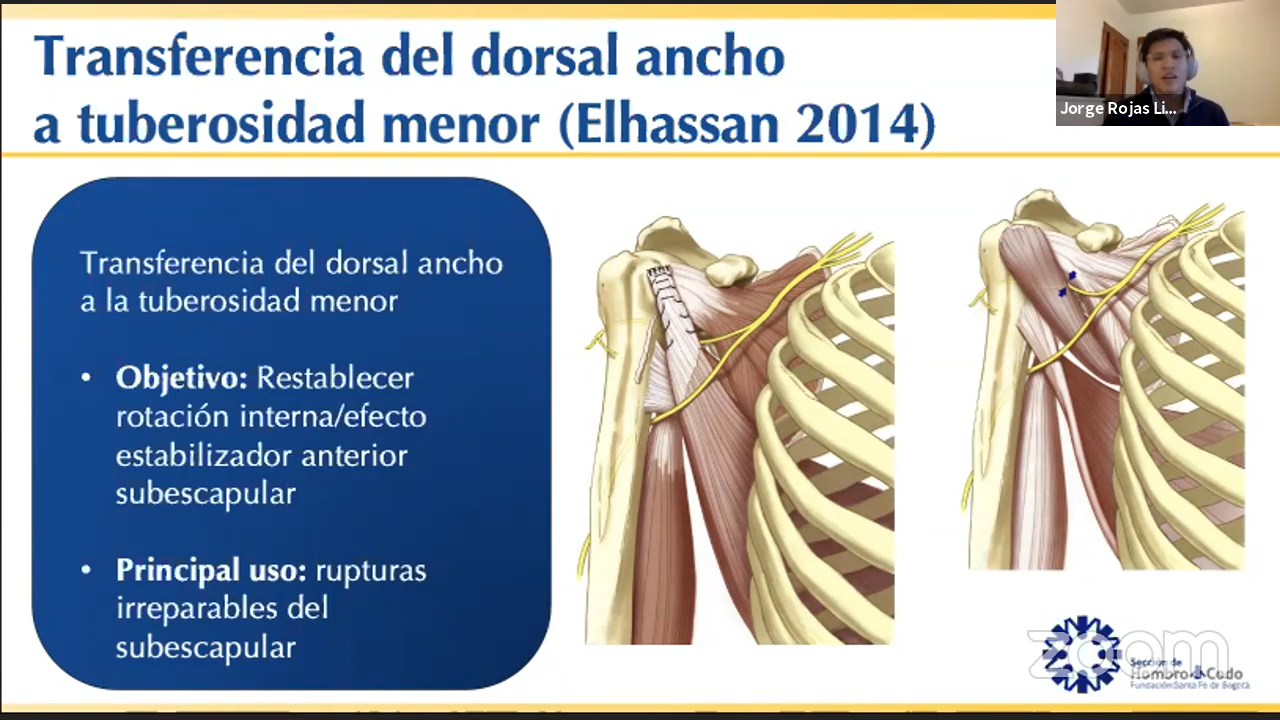 Transferencia del dorsal ancho
a tuberosidad menor (Elhassan 2014)
Jorge Rojas Li...
Transferencia del dorsal ancho
a la tuberosidad menor
• Objetivo: Restablecer
rotación interna/efecto
estabilizador anterior
subescapular
• Principal uso: rupturas
irreparables del
subescapular
zoom
Sección de
Hombro y Codo
Fundación Santa Fe de Bogotá